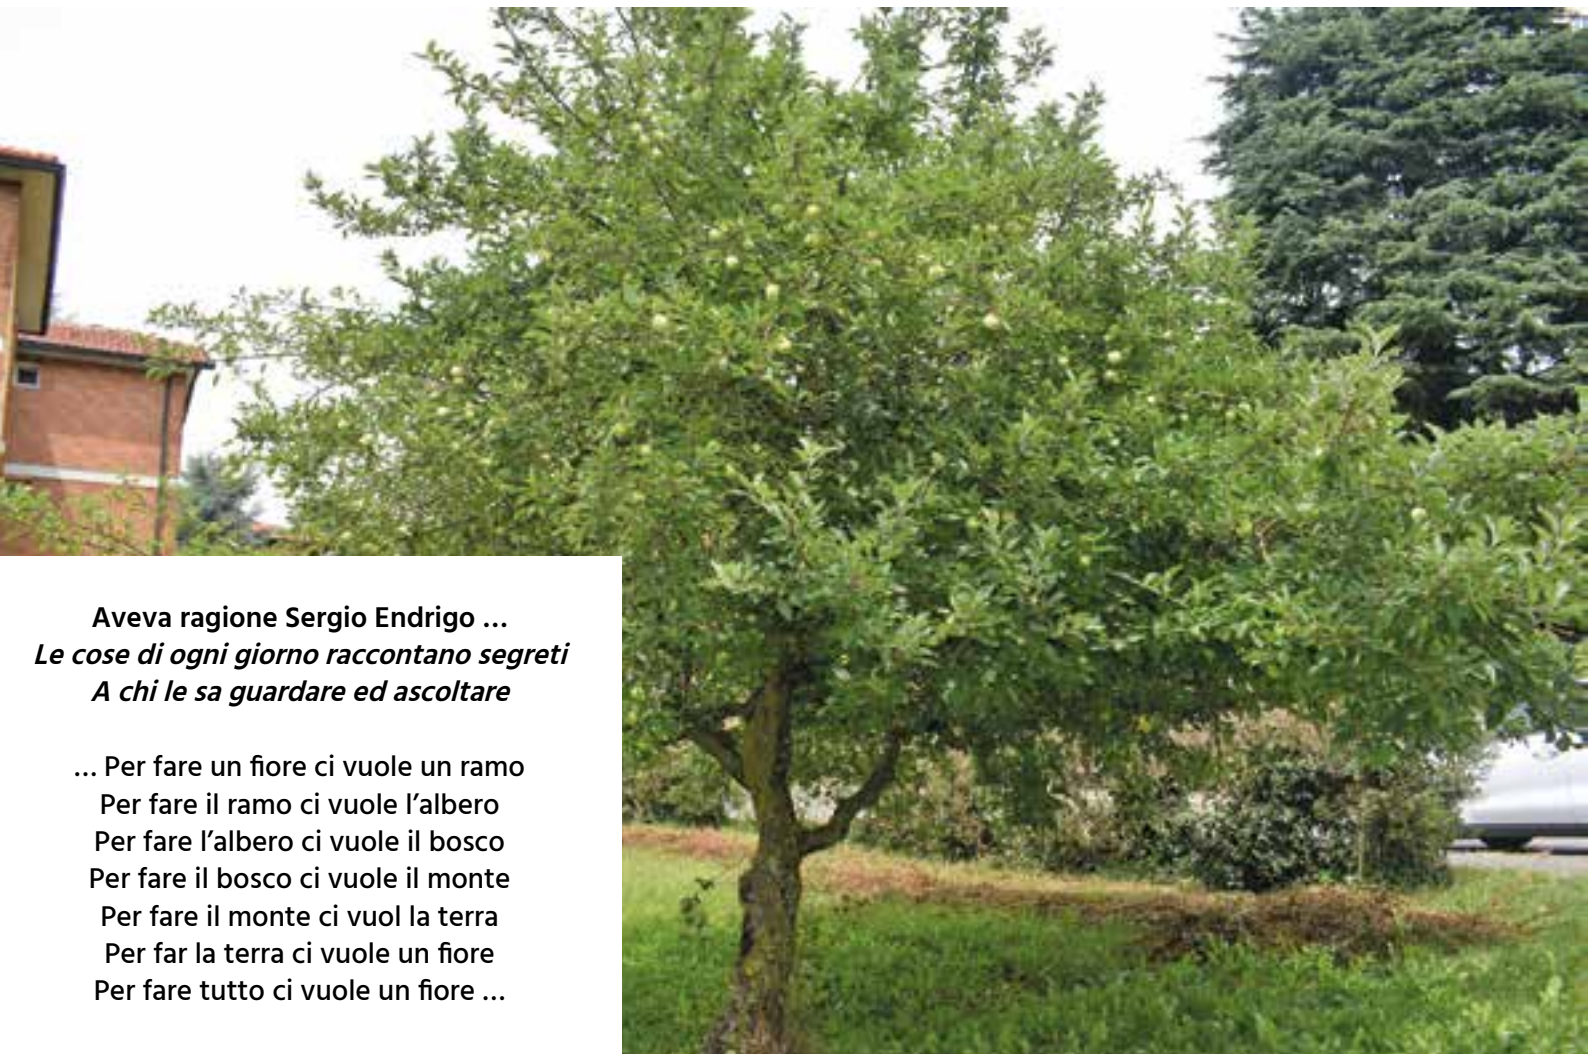 Aveva ragione Sergio Endrigo ...
Le cose di ogni giorno raccontano segreti
A chi le sa guardare ed ascoltare
... Per fare un fiore ci vuole un ramo
Per fare il ramo ci vuole l’albero
Per fare l’albero ci vuole il bosco
Per fare il bosco ci vuole il monte
Per fare il monte ci vuol la terra
Per far la terra ci vuole un fiore
Per fare tutto ci vuole un fiore ...